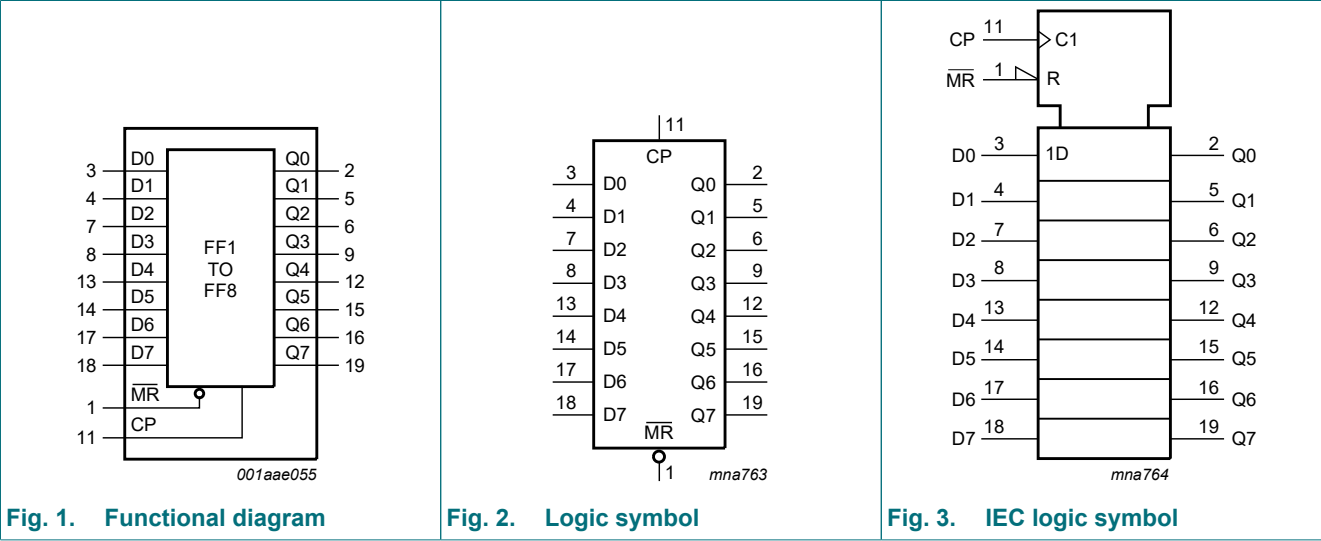 D0 Q0
3 2
D1 Q1
4 5
D2 Q2
7 6
D3 Q3
8 9
D4 Q4
13 12
D5 Q5
14 15
D6 Q6
17 16
D7 Q7
18 19
FF1
TO
FF8
M̅R̅
1
CP
11
001aae055
Fig. 1. Functional diagram
11
CP
3 D0 Q0 2
4 D1 Q1 5
7 D2 Q2 6
8 D3 Q3 9
13 D4 Q4 12
14 D5 Q5 15
17 D6 Q6 16
18 D7 Q7 19
M̅R̅
1
mna763
Fig. 2. Logic symbol
CP 11 C1
M̅R̅ 1 R
D0 3 1D 2 Q0
D1 4 5 Q1
D2 7 6 Q2
D3 8 9 Q3
D4 13 12 Q4
D5 14 15 Q5
D6 17 16 Q6
D7 18 19 Q7
mna764
Fig. 3. IEC logic symbol